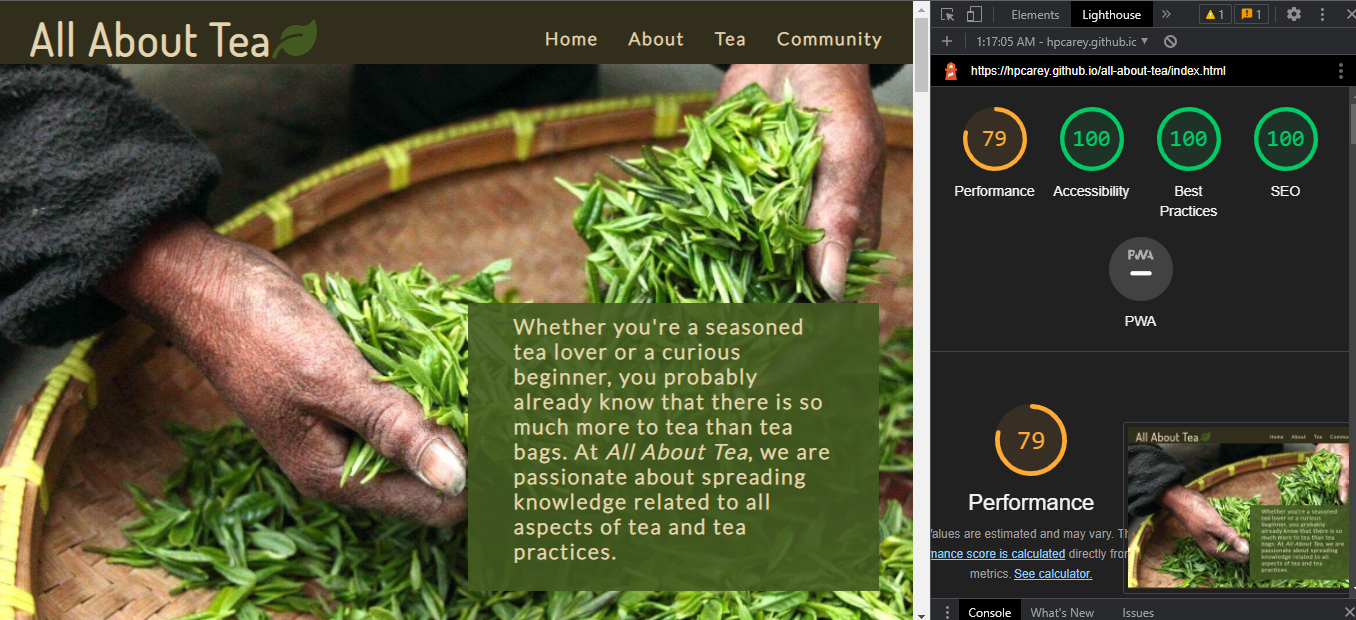 All About Tea
Home About Tea Community
Whether you're a seasoned
tea lover or a curious
beginner, you probably
already know that there is so
much more to tea than tea
bags. At All About Tea, we are
passionate about spreading
knowledge related to all
aspects of tea and tea
practices.
Elements Lighthouse » 1 1
+ 1:17:05 AM - hpcarey.github.ic
https://hpcarey.github.io/all-about-tea/index.html
79 100 100 100
Performance Accessibility Best SEO
Practices
PWA
PWA
79
Performance
Values are estimated and may vary. Th
mance score is calculated directly from
metrics. See calculator.
All About Tea
Home About Tea Commu
Whether you're a seasoned
tea lover or a curious
beginner, you probably
already know that there is so
much more to tea than tea
bags. At All About Tea, we are
passionate about spreading
knowledge related to all
aspects of tea and tea
practices.
Console What's New Issues